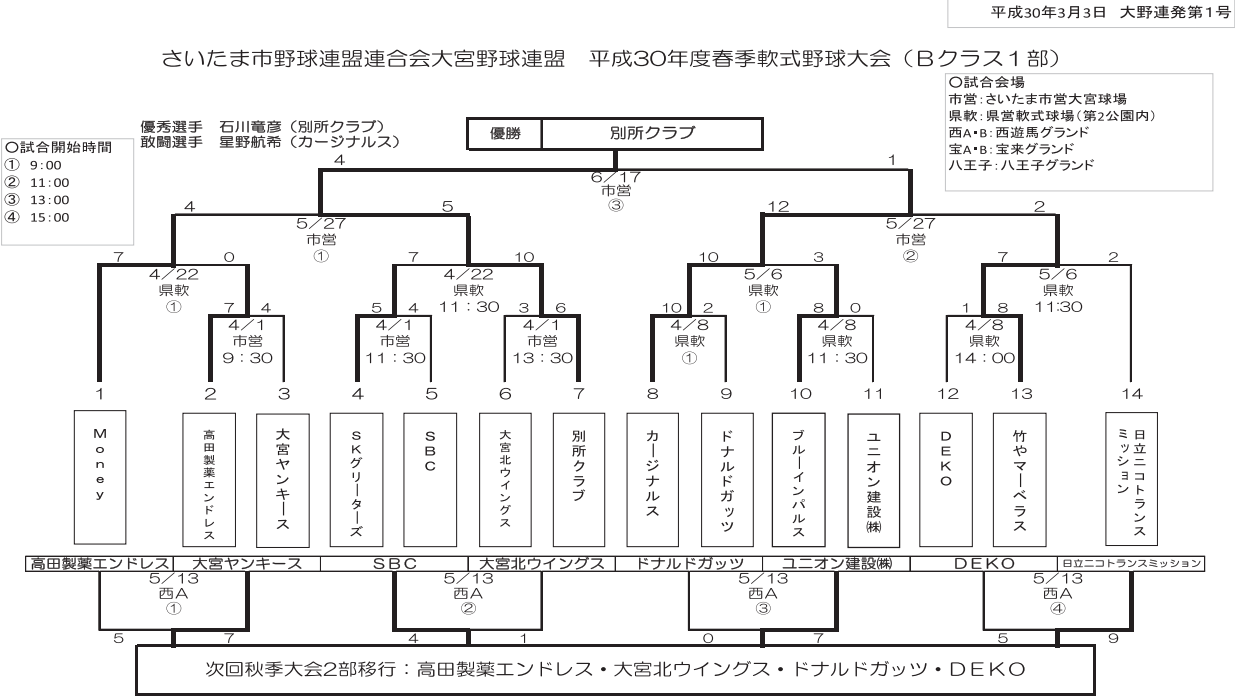 平成30年3月3日 大野連発第1号
さいたま市野球連盟連合会大宮野球連盟 平成30年度春季軟式野球大会（Bクラス1部）
○試合会場
市営：さいたま市営大宮球場
県軟：県営軟式球場（第2公園内）
西A・B：西遊馬グランド
宝A・B：宝来グランド
八王子：八王子グランド
優秀選手 石川竜彦（別所クラブ）
敢闘選手 星野航希（カージナルス）
優勝 別所クラブ
○試合開始時間
① 9:00
② 11:00
③ 13:00
④ 15:00
4 1
6／17
市営
③
4 5 12 2
5／27 5／27
市営 市営
① ②
7 0 7 10 10 3 7 2
4／22 4／22 5／6 5／6
県軟 県軟 県軟 県軟
① 11：30 ① 11:30
7 4 5 4 3 6 10 2 8 0 1 8
4／1 4／1 4／1 4／8 4／8 4／8
市営 市営 市営 県軟 県軟 県軟
9：30 11：30 13：30 ① 11：30 14：00
1 2 3 4 5 6 7 8 9 10 11 12 13 14
Money
高田製薬エンドレス
大宮ヤンキース
SKグリーターズ
SBC
大宮北ウイングス
別所クラブ
カージナルス
ドナルドガッツ
ブルーインパルス
ユニオン建設㈱
DEKO
竹やマーベラス
日立ニコトランス
ミッション
高田製薬エンドレス 大宮ヤンキース SBC 大宮北ウイングス ドナルドガッツ ユニオン建設㈱ DEKO 日立ニコトランスミッション
5／13 5／13 5／13 5／13
西A 西A 西A 西A
① ② ③ ④
5 7 4 1 0 7 5 9
次回秋季大会2部移行：高田製薬エンドレス・大宮北ウイングス・ドナルドガッツ・DEKO